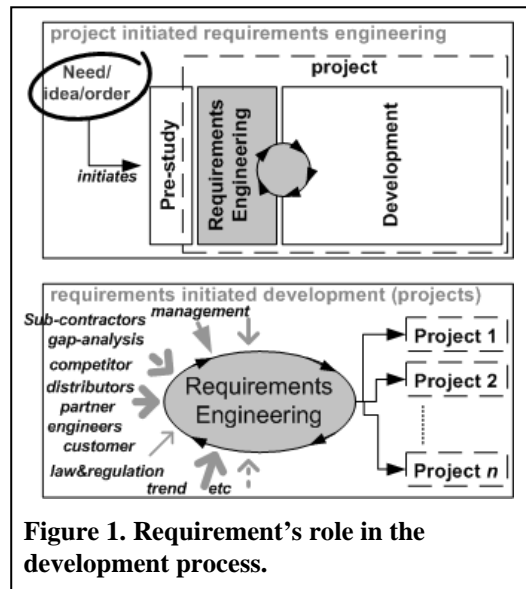 project initiated requirements engineering
Need/
idea/order
project
initiates
Pre-study
Requirements
Engineering
Development
requirements initiated development (projects)
management
Sub-contractors
gap-analysis
competitor
distributors
partner
engineers
customer
law&regulation
trend
etc
Requirements
Engineering
Project 1
Project 2
Project n
Figure 1. Requirement's role in the
development process.